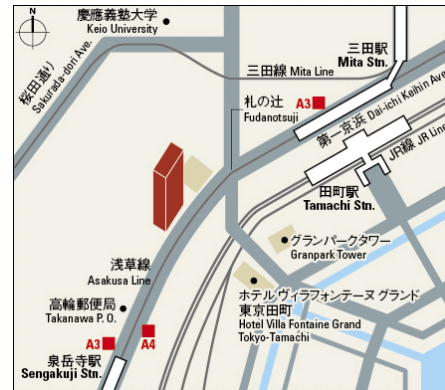 N
慶應義塾大学
Keio University
桜田通り
Sakurada-dori Ave.
三田駅
Mita Stn.
三田線 Mita Line
札の辻
Fudanotsuji
A3
第一京浜 Dai-ichi Keihin Ave
JR線 JR Line
田町駅
Tamachi Stn.
グランパークタワー
Granpark Tower
浅草線
Asakusa Line
ホテル ヴィラフォンテーヌ グランド
東京田町
Hotel Villa Fontaine Grand
Tokyo-Tamachi
高輪郵便局
Takanawa P. O.
A3
A4
泉岳寺駅
Sengakuji Stn.